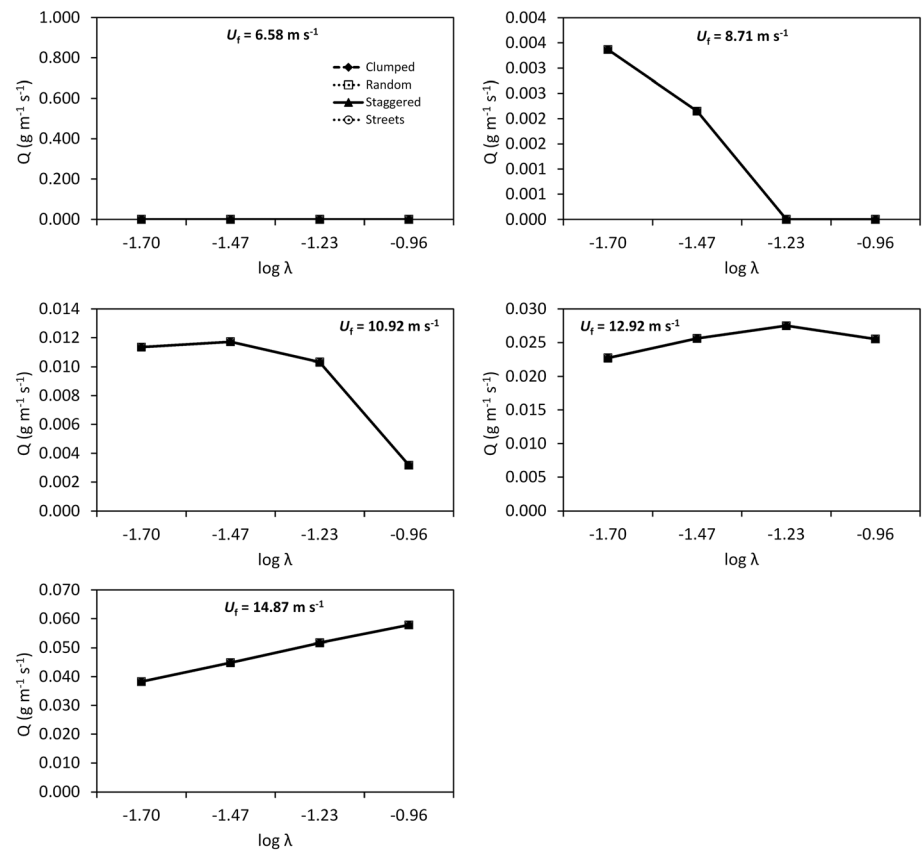 U_f = 6.58 m s⁻¹
Clumped
Random
Staggered
Streets
Q (g m⁻¹ s⁻¹)
1.000
0.800
0.600
0.400
0.200
0.000
-1.70 -1.47 -1.23 -0.96
log λ
U_f = 8.71 m s⁻¹
Q (g m⁻¹ s⁻¹)
0.004
0.003
0.003
0.002
0.002
0.001
0.001
0.000
-1.70 -1.47 -1.23 -0.96
log λ
U_f = 10.92 m s⁻¹
Q (g m⁻¹ s⁻¹)
0.014
0.012
0.010
0.008
0.006
0.004
0.002
0.000
-1.70 -1.47 -1.23 -0.96
log λ
U_f = 12.92 m s⁻¹
Q (g m⁻¹ s⁻¹)
0.030
0.025
0.020
0.015
0.010
0.005
0.000
-1.70 -1.47 -1.23 -0.96
log λ
U_f = 14.87 m s⁻¹
Q (g m⁻¹ s⁻¹)
0.070
0.060
0.050
0.040
0.030
0.020
0.010
0.000
-1.70 -1.47 -1.23 -0.96
log λ